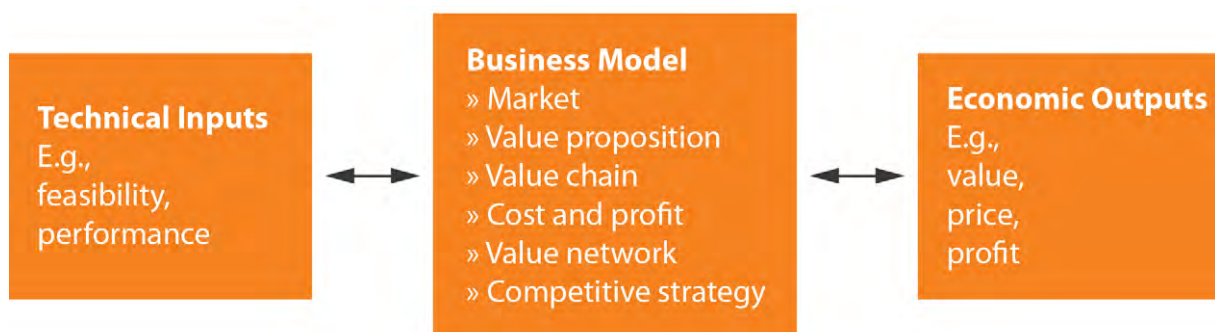 Technical Inputs
E.g.,
feasibility,
performance
Business Model
» Market
» Value proposition
» Value chain
» Cost and profit
» Value network
» Competitive strategy
Economic Outputs
E.g.,
value,
price,
profit